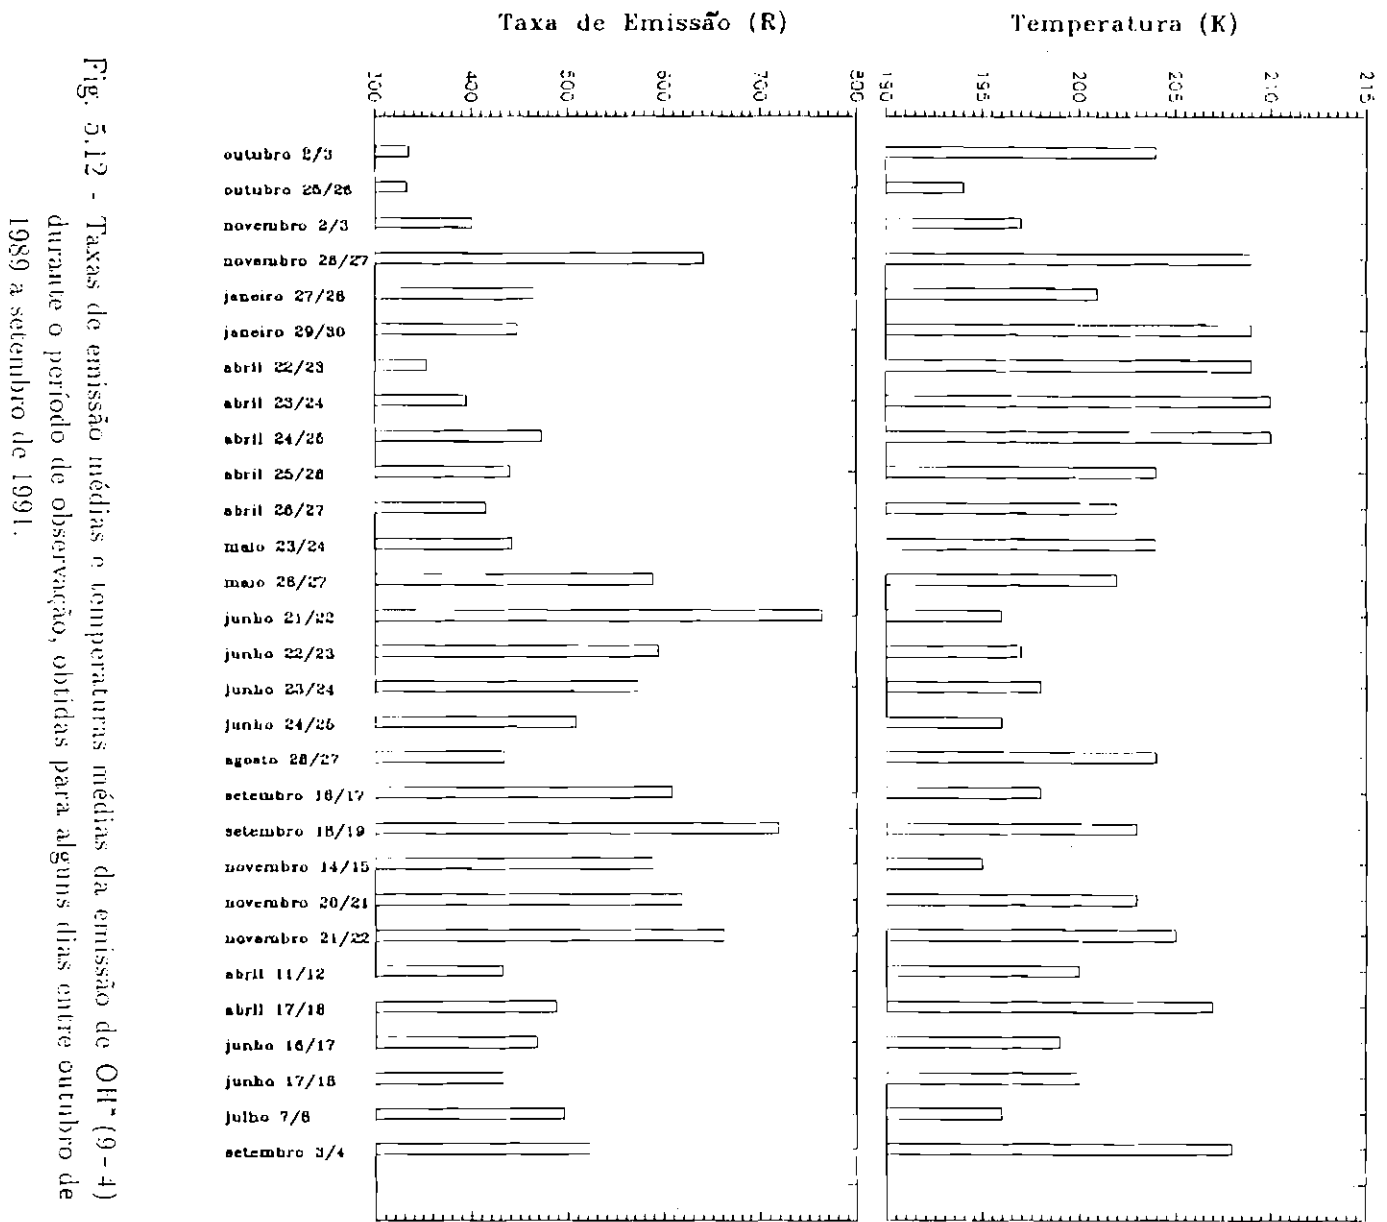 Taxa de Emissão (R)
Temperatura (K)
300 400 500 600 700 800
190 195 200 205 210 215
outubro 2/3
outubro 25/26
novembro 2/3
novembro 26/27
janeiro 27/28
janeiro 29/30
abril 22/23
abril 23/24
abril 24/25
abril 25/26
abril 26/27
maio 23/24
maio 26/27
junho 21/22
junho 22/23
junho 23/24
junho 24/25
agosto 26/27
setembro 16/17
setembro 18/19
novembro 14/15
novembro 20/21
novembro 21/22
abril 11/12
abril 17/18
junho 16/17
junho 17/18
julho 7/8
setembro 3/4
Fig. 5.12 - Taxas de emissão médias e temperaturas médias da emissão de OH* (9-4)
durante o período de observação, obtidas para alguns dias entre outubro de
1989 a setembro de 1991.